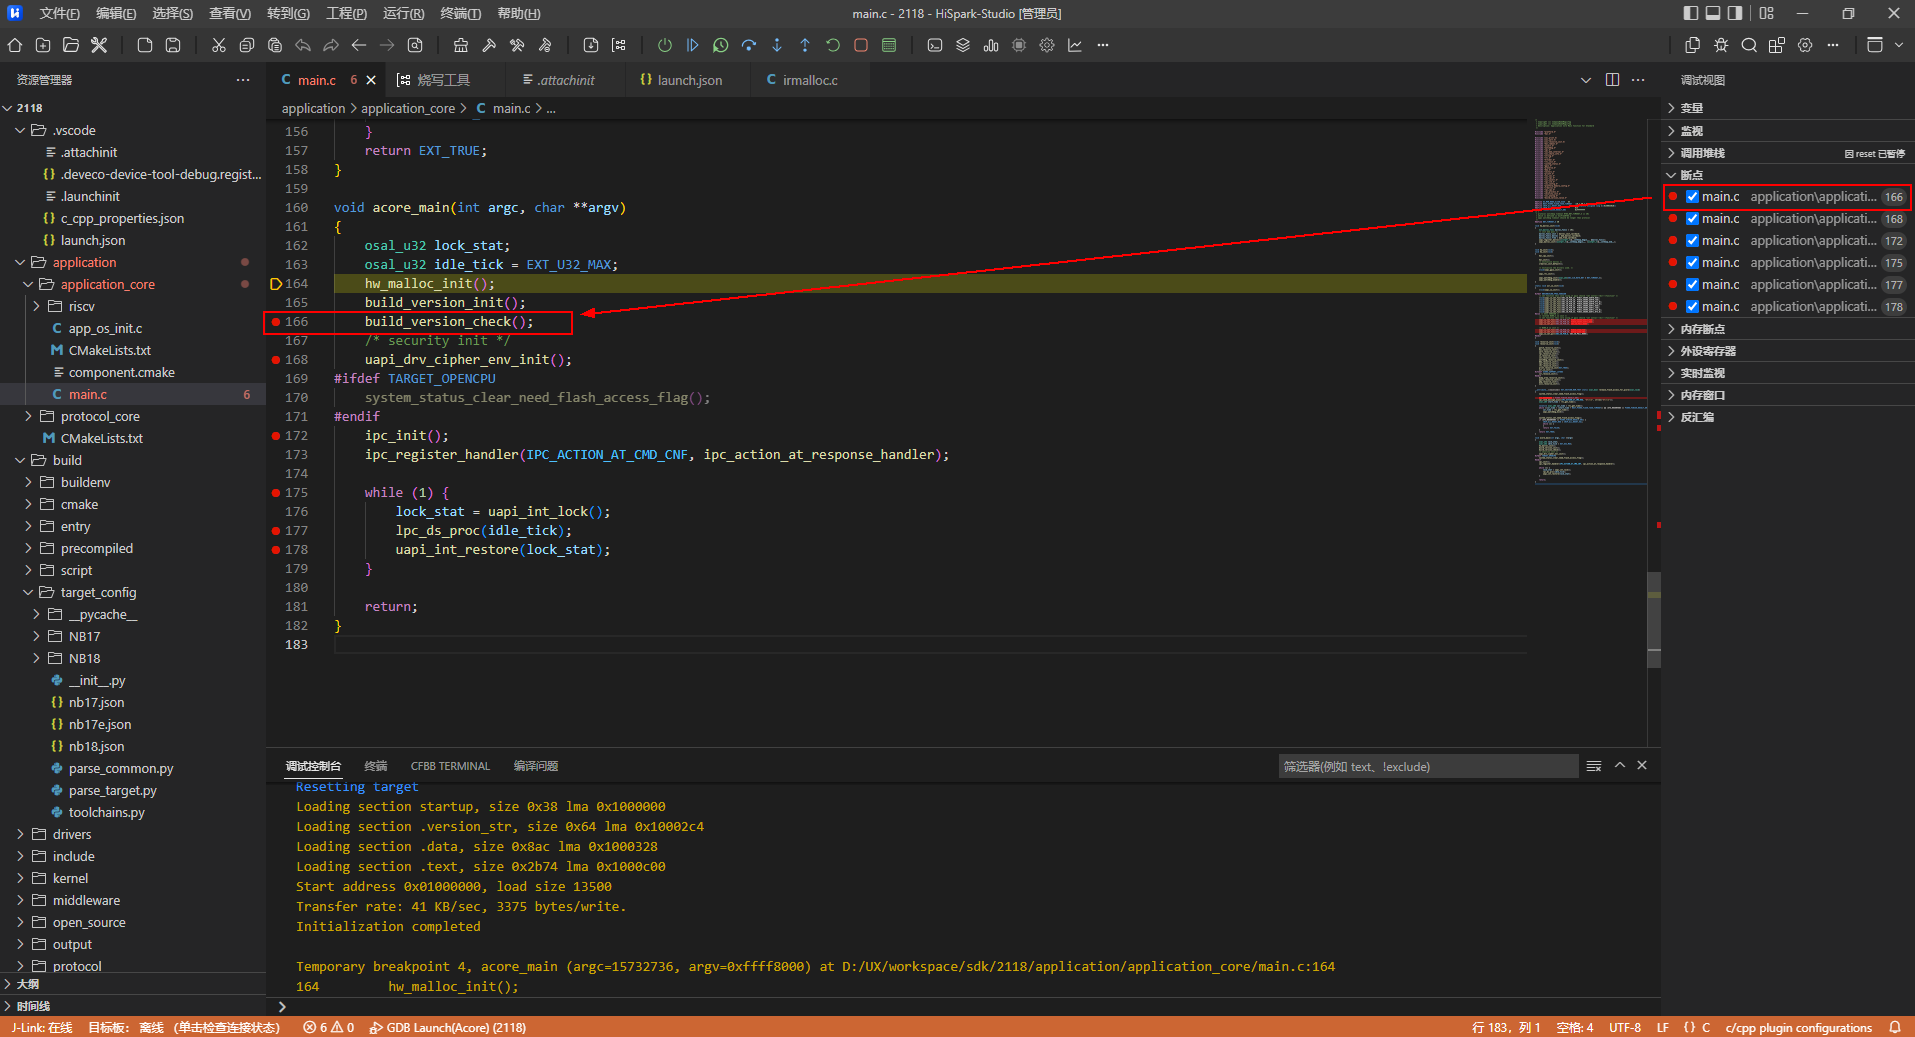 文件(F) 编辑(E) 选择(S) 查看(V) 转到(G) 工程(P) 运行(R) 终端(T) 帮助(H)
main.c - 2118 - HiSpark-Studio [管理员]
资源管理器
2118
.vscode
.attachinit
.deveco-device-tool-debug.regist...
.launchinit
c_cpp_properties.json
launch.json
application
application_core
riscv
app_os_init.c
CMakeLists.txt
component.cmake
main.c 6
protocol_core
CMakeLists.txt
build
buildenv
cmake
entry
precompiled
script
target_config
__pycache__
NB17
NB18
__init__.py
nb17.json
nb17e.json
nb18.json
parse_common.py
parse_target.py
toolchains.py
drivers
include
kernel
middleware
open_source
output
protocol
大纲
时间线
main.c 6 烧写工具 .attachinit launch.json irmalloc.c
application > application_core > main.c > ...
156 }
157 return EXT_TRUE;
158 }
159
160 void acore_main(int argc, char **argv)
161 {
162 osal_u32 lock_stat;
163 osal_u32 idle_tick = EXT_U32_MAX;
164 hw_malloc_init();
165 build_version_init();
166 build_version_check();
167 /* security init */
168 uapi_drv_cipher_env_init();
169 #ifdef TARGET_OPENCPU
170 system_status_clear_need_flash_access_flag();
171 #endif
172 ipc_init();
173 ipc_register_handler(IPC_ACTION_AT_CMD_CNF, ipc_action_at_response_handler);
174
175 while (1) {
176 lock_stat = uapi_int_lock();
177 lpc_ds_proc(idle_tick);
178 uapi_int_restore(lock_stat);
179 }
180
181 return;
182 }
183
调试控制台 终端 CFBB TERMINAL 编译问题
筛选器(例如 text、!exclude)
Resetting target
Loading section startup, size 0x38 lma 0x1000000
Loading section .version_str, size 0x64 lma 0x10002c4
Loading section .data, size 0x8ac lma 0x1000328
Loading section .text, size 0x2b74 lma 0x1000c00
Start address 0x01000000, load size 13500
Transfer rate: 41 KB/sec, 3375 bytes/write.
Initialization completed
Temporary breakpoint 4, acore_main (argc=15732736, argv=0xffff8000) at D:/UX/workspace/sdk/2118/application/application_core/main.c:164
164 hw_malloc_init();
调试视图
变量
监视
调用堆栈 因 reset 已暂停
断点
main.c application\applicati... 166
main.c application\applicati... 168
main.c application\applicati... 172
main.c application\applicati... 175
main.c application\applicati... 177
main.c application\applicati... 178
内存断点
外设寄存器
实时监视
内存窗口
反汇编
J-Link: 在线 目标板： 离线 (单击检查连接状态) 6 0 GDB Launch(Acore) (2118)
行 183，列 1 空格: 4 UTF-8 LF {} C c/cpp plugin configurations